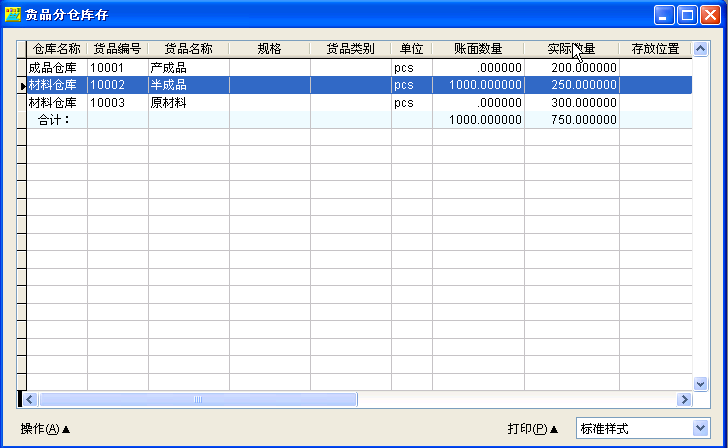 货品分仓库存
仓库名称 货品编号 货品名称 规格 货品类别 单位 账面数量 实际数量 存放位置
成品仓库 10001 产成品 pcs .000000 200.000000
材料仓库 10002 半成品 pcs 1000.000000 250.000000
材料仓库 10003 原材料 pcs .000000 300.000000
合计： 1000.000000 750.000000
操作(A)▲ 打印(P)▲ 标准样式